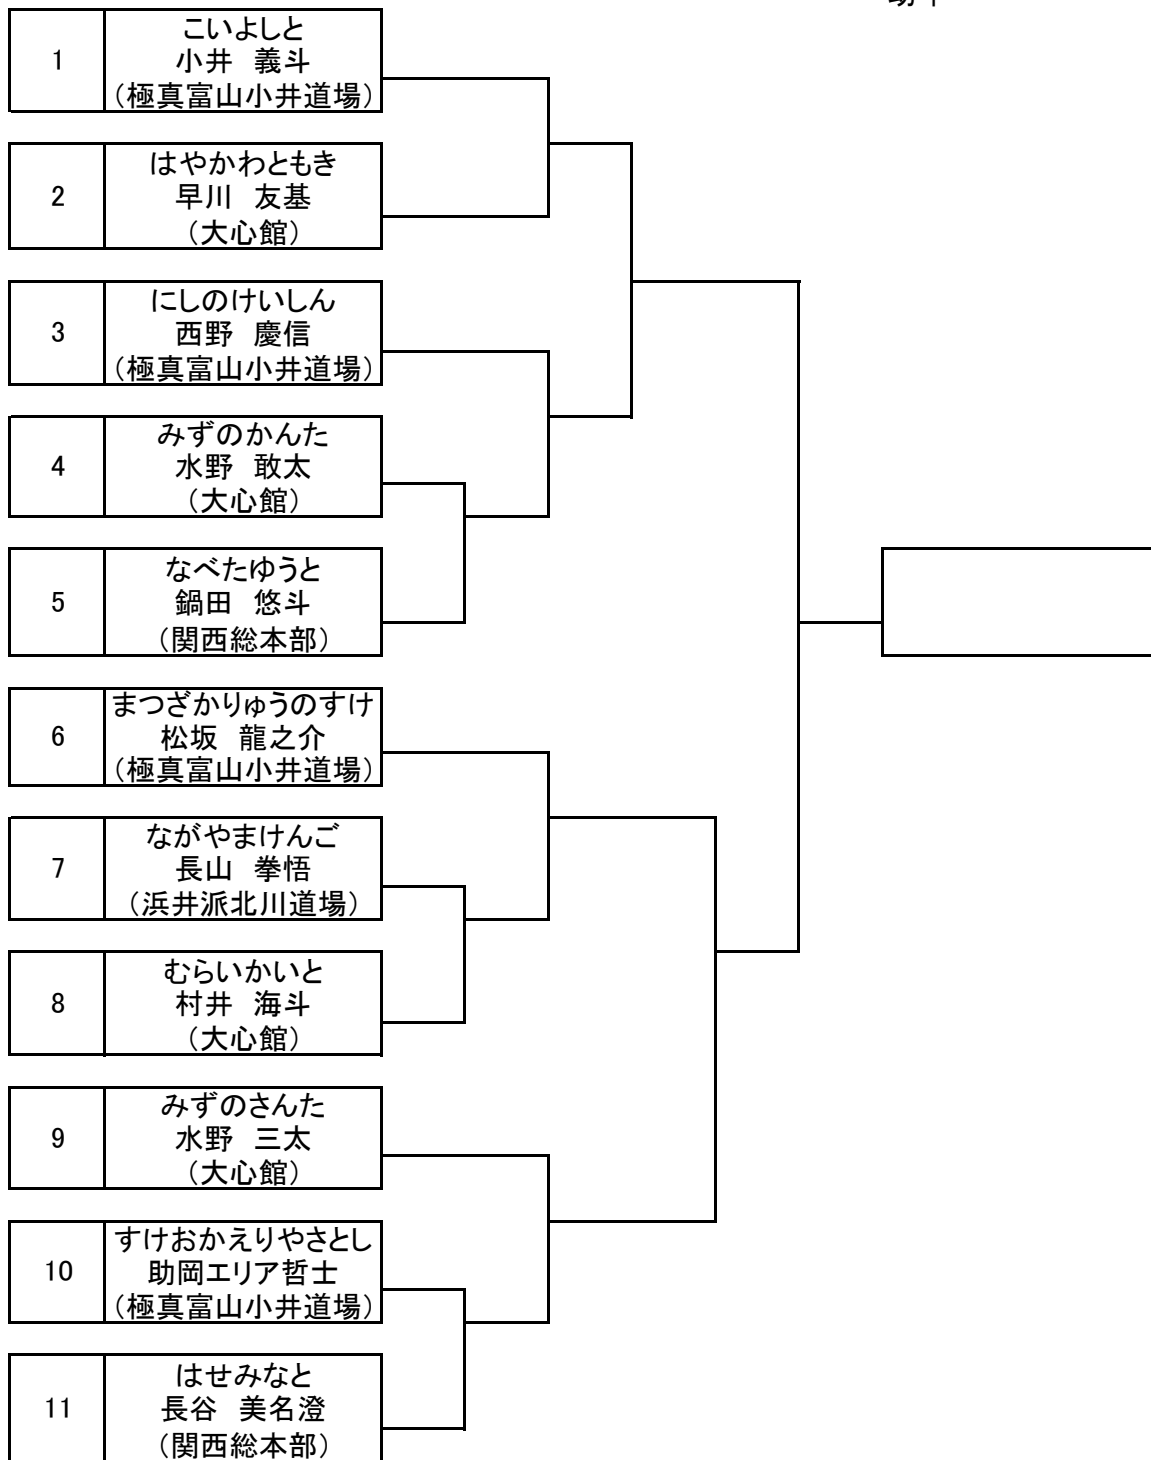 1
こいよしと
小井　義斗
（極真富山小井道場）
2
はやかわともき
早川　友基
（大心館）
3
にしのけいしん
西野　慶信
（極真富山小井道場）
4
みずのかんた
水野　敢太
（大心館）
5
なべたゆうと
鍋田　悠斗
（関西総本部）
6
まつざかりゅうのすけ
松坂　龍之介
（極真富山小井道場）
7
ながやまけんご
長山　拳悟
（浜井派北川道場）
8
むらいかいと
村井　海斗
（大心館）
9
みずのさんた
水野　三太
（大心館）
10
すけおかえりやさとし
助岡エリア哲士
（極真富山小井道場）
11
はせみなと
長谷　美名澄
（関西総本部）